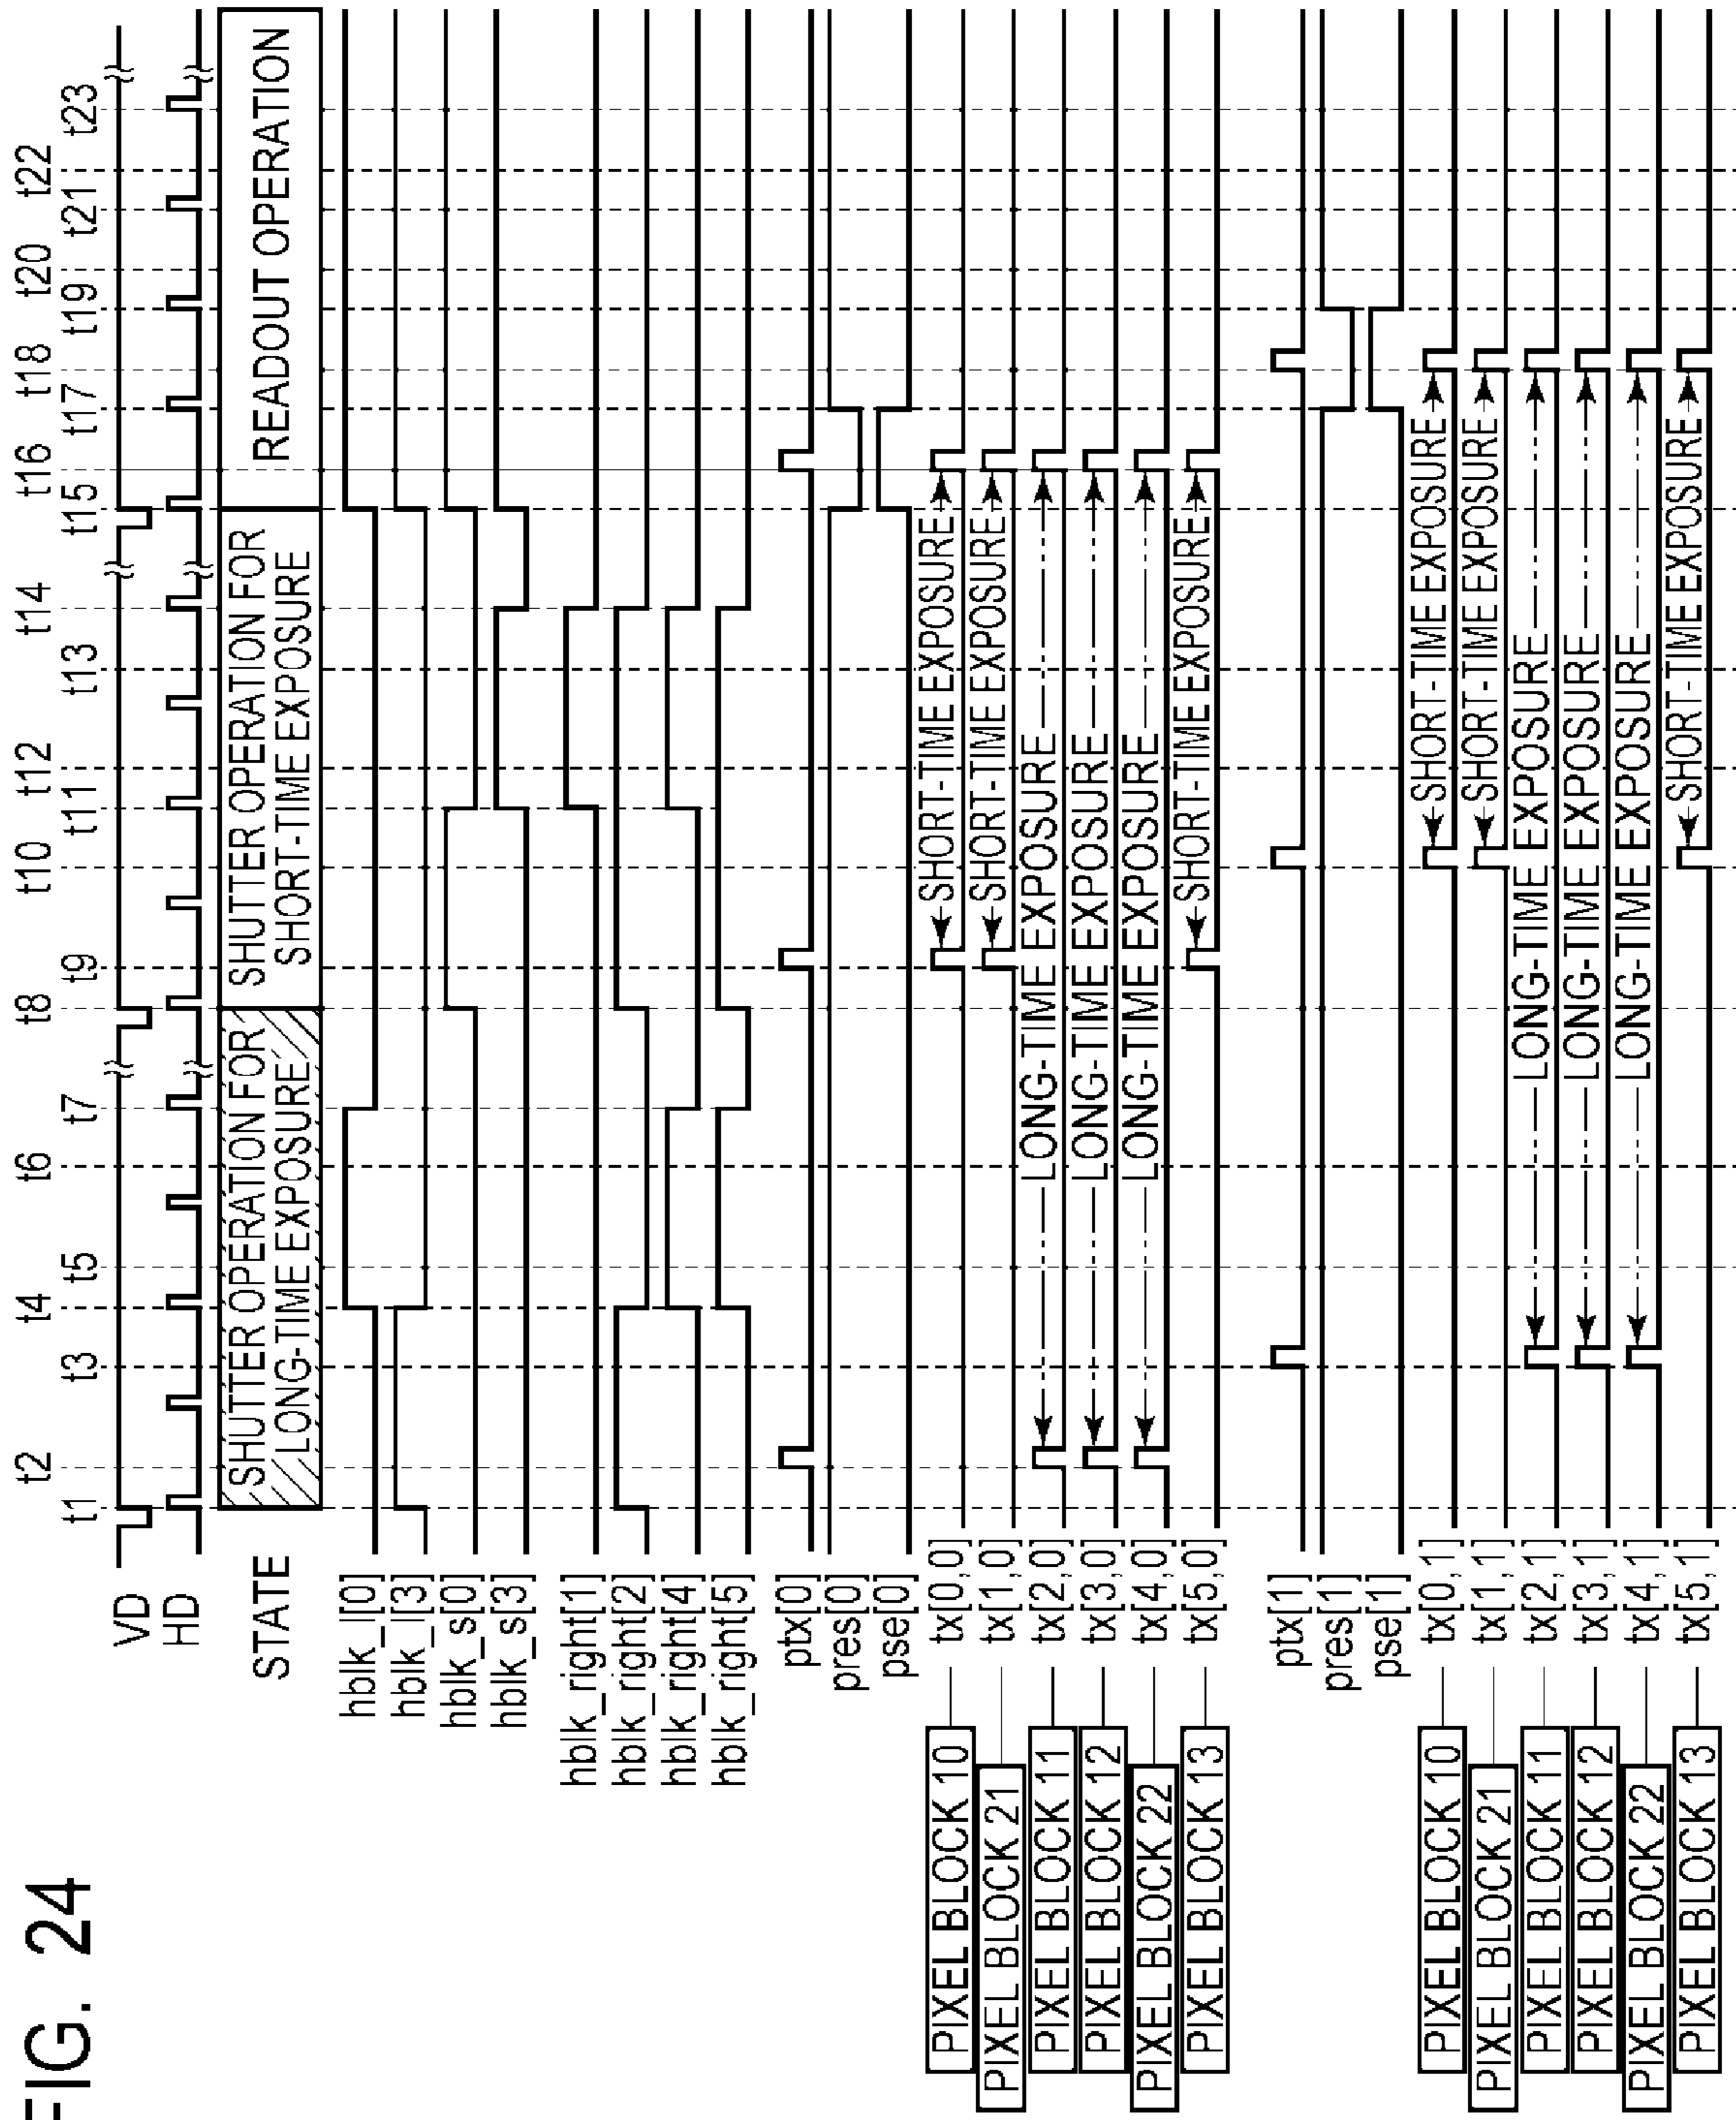 FIG. 24
t1 t2 t3 t4 t5 t6 t7 t8 t9 t10 t11 t12 t13 t14 t15 t16 t17 t18 t19 t20 t21 t22 t23
VD
HD
STATE
SHUTTER OPERATION FOR
LONG-TIME EXPOSURE
SHUTTER OPERATION FOR
SHORT-TIME EXPOSURE
READOUT OPERATION
hblk_l[0]
hblk_l[3]
hblk_s[0]
hblk_s[3]
hblk_right[1]
hblk_right[2]
hblk_right[4]
hblk_right[5]
ptx[0]
pres[0]
pse[0]
PIXEL BLOCK 10 tx[0,0] SHORT-TIME EXPOSURE
PIXEL BLOCK 21 tx[1,0] SHORT-TIME EXPOSURE
PIXEL BLOCK 11 tx[2,0] LONG-TIME EXPOSURE
PIXEL BLOCK 12 tx[3,0] LONG-TIME EXPOSURE
PIXEL BLOCK 22 tx[4,0] LONG-TIME EXPOSURE
PIXEL BLOCK 13 tx[5,0] SHORT-TIME EXPOSURE
ptx[1]
pres[1]
pse[1]
PIXEL BLOCK 10 tx[0,1] SHORT-TIME EXPOSURE
PIXEL BLOCK 21 tx[1,1] SHORT-TIME EXPOSURE
PIXEL BLOCK 11 tx[2,1] LONG-TIME EXPOSURE
PIXEL BLOCK 12 tx[3,1] LONG-TIME EXPOSURE
PIXEL BLOCK 22 tx[4,1] LONG-TIME EXPOSURE
PIXEL BLOCK 13 tx[5,1] SHORT-TIME EXPOSURE